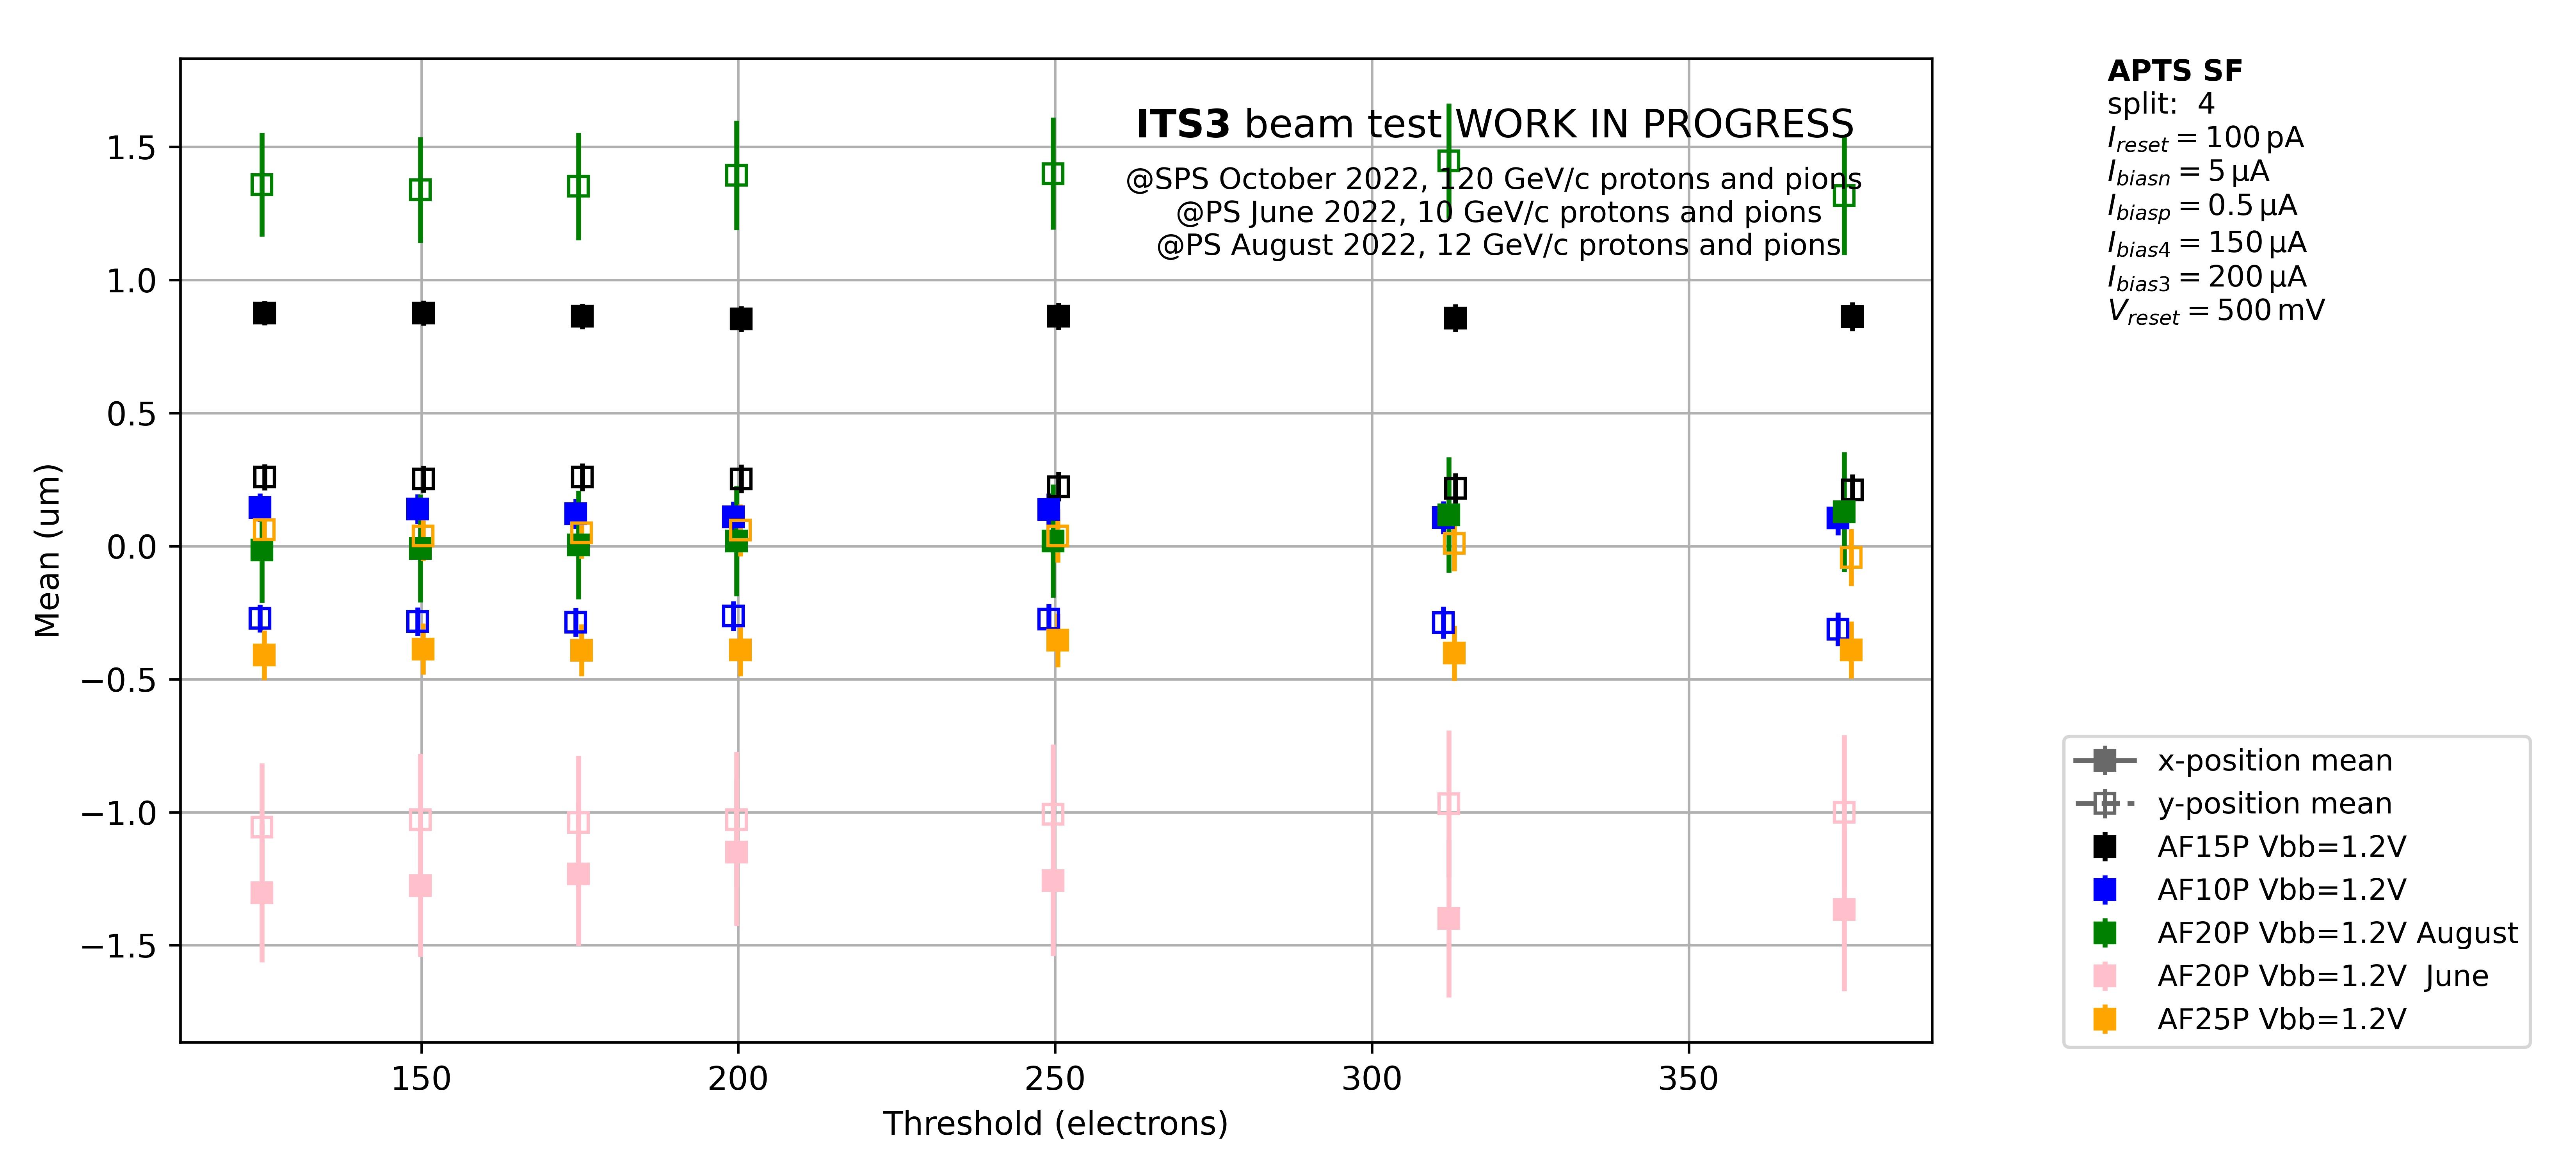 ITS3 beam test WORK IN PROGRESS
@SPS October 2022, 120 GeV/c protons and pions
@PS June 2022, 10 GeV/c protons and pions
@PS August 2022, 12 GeV/c protons and pions
1.5
1.0
0.5
0.0
−0.5
−1.0
−1.5
Mean (um)
150 200 250 300 350
Threshold (electrons)
APTS SF
split: 4
I_reset = 100 pA
I_biasn = 5 µA
I_biasp = 0.5 µA
I_bias4 = 150 µA
I_bias3 = 200 µA
V_reset = 500 mV
x-position mean
y-position mean
AF15P Vbb=1.2V
AF10P Vbb=1.2V
AF20P Vbb=1.2V August
AF20P Vbb=1.2V June
AF25P Vbb=1.2V